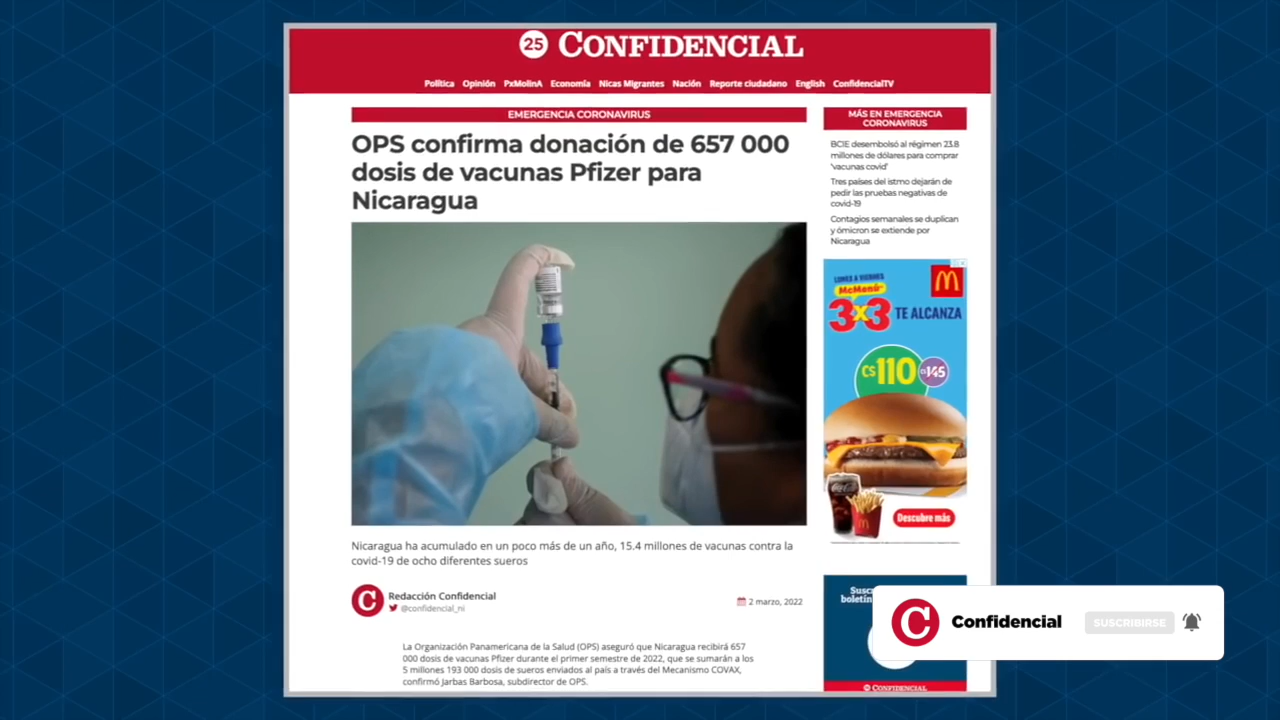 25 CONFIDENCIAL
Política Opinión PxMolinA Economía Nicas Migrantes Nación Reporte ciudadano English ConfidencialTV
EMERGENCIA CORONAVIRUS
OPS confirma donación de 657 000
dosis de vacunas Pfizer para
Nicaragua
Nicaragua ha acumulado en un poco más de un año, 15.4 millones de vacunas contra la
covid-19 de ocho diferentes sueros
C Redacción Confidencial
@confidencial_ni
2 marzo, 2022
La Organización Panamericana de la Salud (OPS) aseguró que Nicaragua recibirá 657
000 dosis de vacunas Pfizer durante el primer semestre de 2022, que se sumarán a los
5 millones 193 000 dosis de sueros enviados al país a través del Mecanismo COVAX,
confirmó Jarbas Barbosa, subdirector de OPS.
MÁS EN EMERGENCIA
CORONAVIRUS
BCIE desembolsó al régimen 23.8
millones de dólares para comprar
'vacunas covid'
Tres países del istmo dejarán de
pedir las pruebas negativas de
covid-19
Contagios semanales se duplican
y ómicron se extiende por
Nicaragua
LUNES A VIERNES
McMenú
3x3 TE ALCANZA
C$110 C$145
Coca-Cola
Descubre más
C Confidencial SUSCRIBIRSE
CONFIDENCIAL